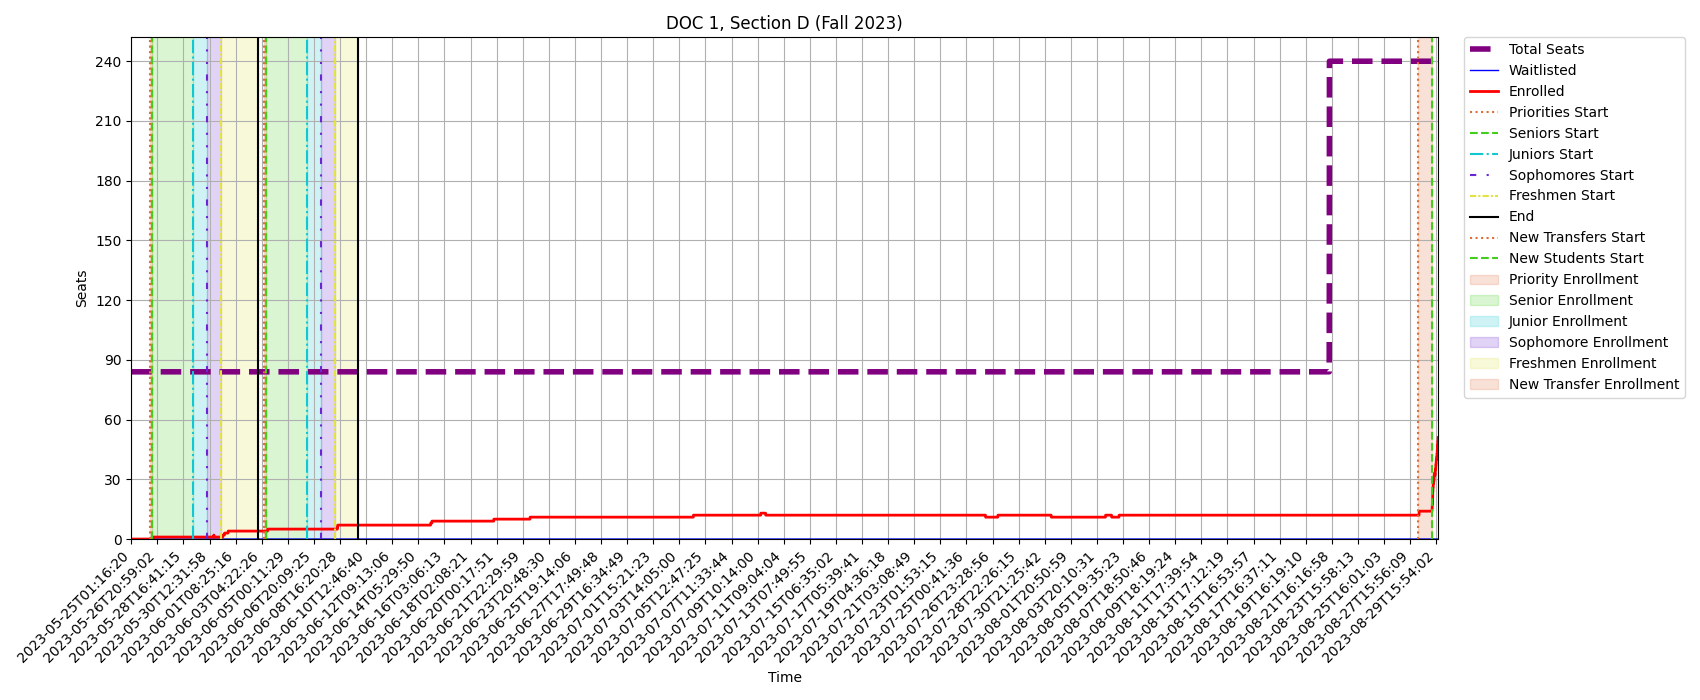 DOC 1, Section D (Fall 2023)
Seats
240
210
180
150
120
90
60
30
0
2023-05-25T01:16:20
2023-05-26T20:59:02
2023-05-28T16:41:15
2023-05-30T12:31:58
2023-06-01T08:25:16
2023-06-03T04:22:26
2023-06-05T00:11:29
2023-06-06T20:09:25
2023-06-08T16:20:28
2023-06-10T12:46:40
2023-06-12T09:13:06
2023-06-14T05:29:50
2023-06-16T03:06:13
2023-06-18T02:08:21
2023-06-20T00:17:51
2023-06-21T22:29:59
2023-06-23T20:48:30
2023-06-25T19:14:06
2023-06-27T17:49:48
2023-06-29T16:34:49
2023-07-01T15:21:23
2023-07-03T14:05:00
2023-07-05T12:47:25
2023-07-07T11:33:44
2023-07-09T10:14:00
2023-07-11T09:04:04
2023-07-13T07:49:55
2023-07-15T06:35:02
2023-07-17T05:39:41
2023-07-19T04:36:18
2023-07-21T03:08:49
2023-07-23T01:53:15
2023-07-25T00:41:36
2023-07-26T23:28:56
2023-07-28T22:26:15
2023-07-30T21:25:42
2023-08-01T20:50:59
2023-08-03T20:10:31
2023-08-05T19:35:23
2023-08-07T18:50:46
2023-08-09T18:19:24
2023-08-11T17:39:54
2023-08-13T17:12:19
2023-08-15T16:53:57
2023-08-17T16:37:11
2023-08-19T16:19:10
2023-08-21T16:16:58
2023-08-23T15:58:13
2023-08-25T16:01:03
2023-08-27T15:56:09
2023-08-29T15:54:02
Time
Total Seats
Waitlisted
Enrolled
Priorities Start
Seniors Start
Juniors Start
Sophomores Start
Freshmen Start
End
New Transfers Start
New Students Start
Priority Enrollment
Senior Enrollment
Junior Enrollment
Sophomore Enrollment
Freshmen Enrollment
New Transfer Enrollment